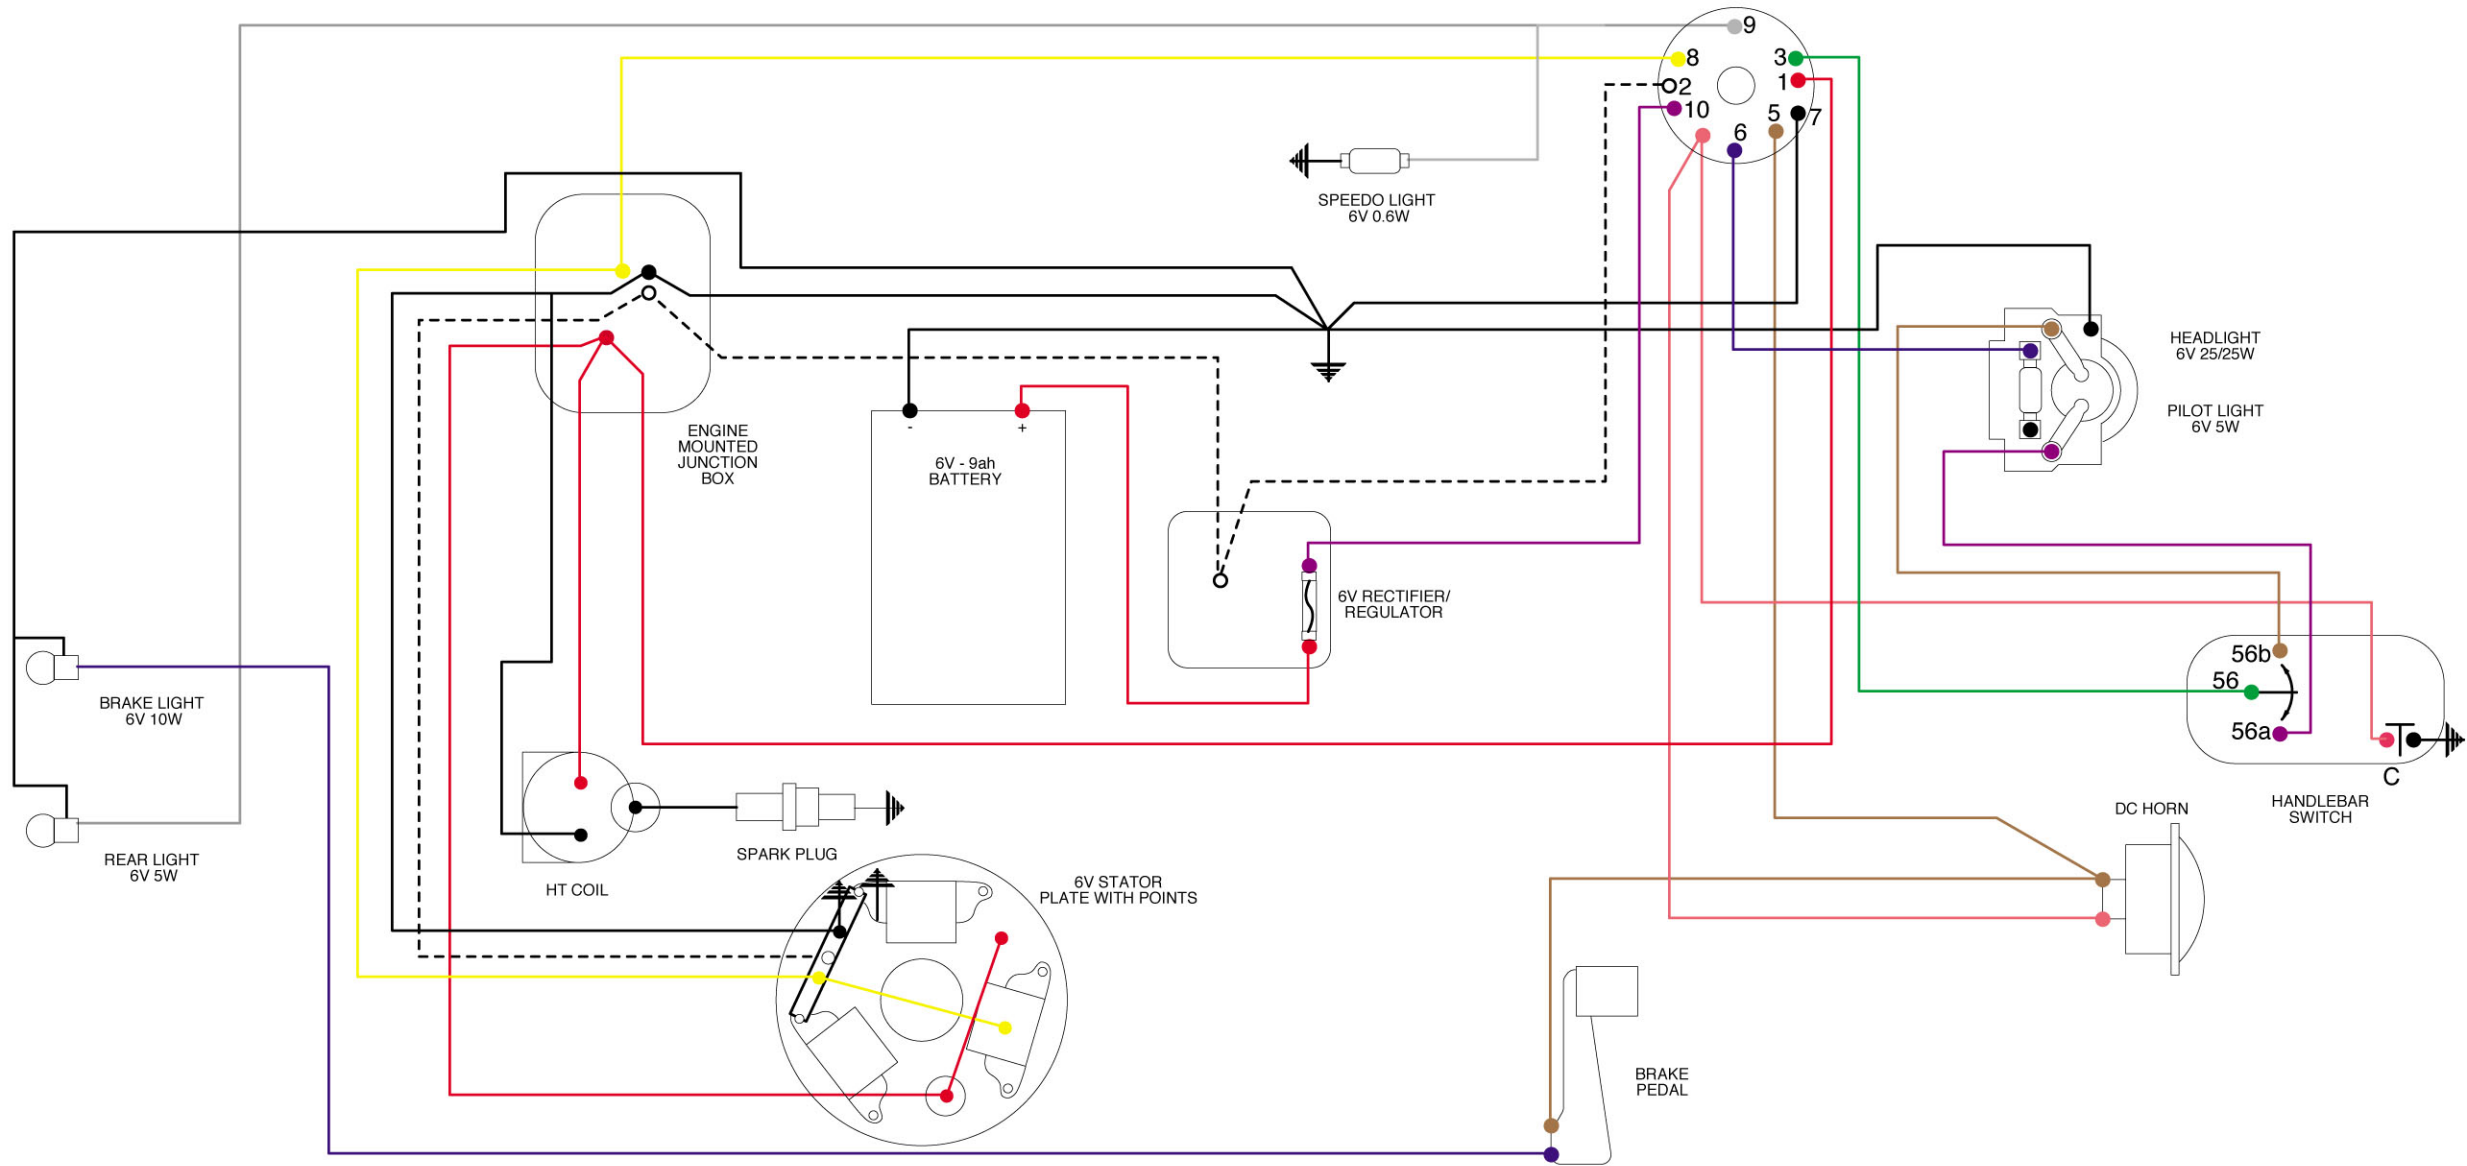 9
8
3
2
1
10
5
7
6
SPEEDO LIGHT
6V 0.6W
HEADLIGHT
6V 25/25W
PILOT LIGHT
6V 5W
ENGINE
MOUNTED
JUNCTION
BOX
-
+
6V - 9ah
BATTERY
6V RECTIFIER/
REGULATOR
56b
56
56a
C
HANDLEBAR
SWITCH
BRAKE LIGHT
6V 10W
DC HORN
REAR LIGHT
6V 5W
SPARK PLUG
HT COIL
6V STATOR
PLATE WITH POINTS
BRAKE
PEDAL